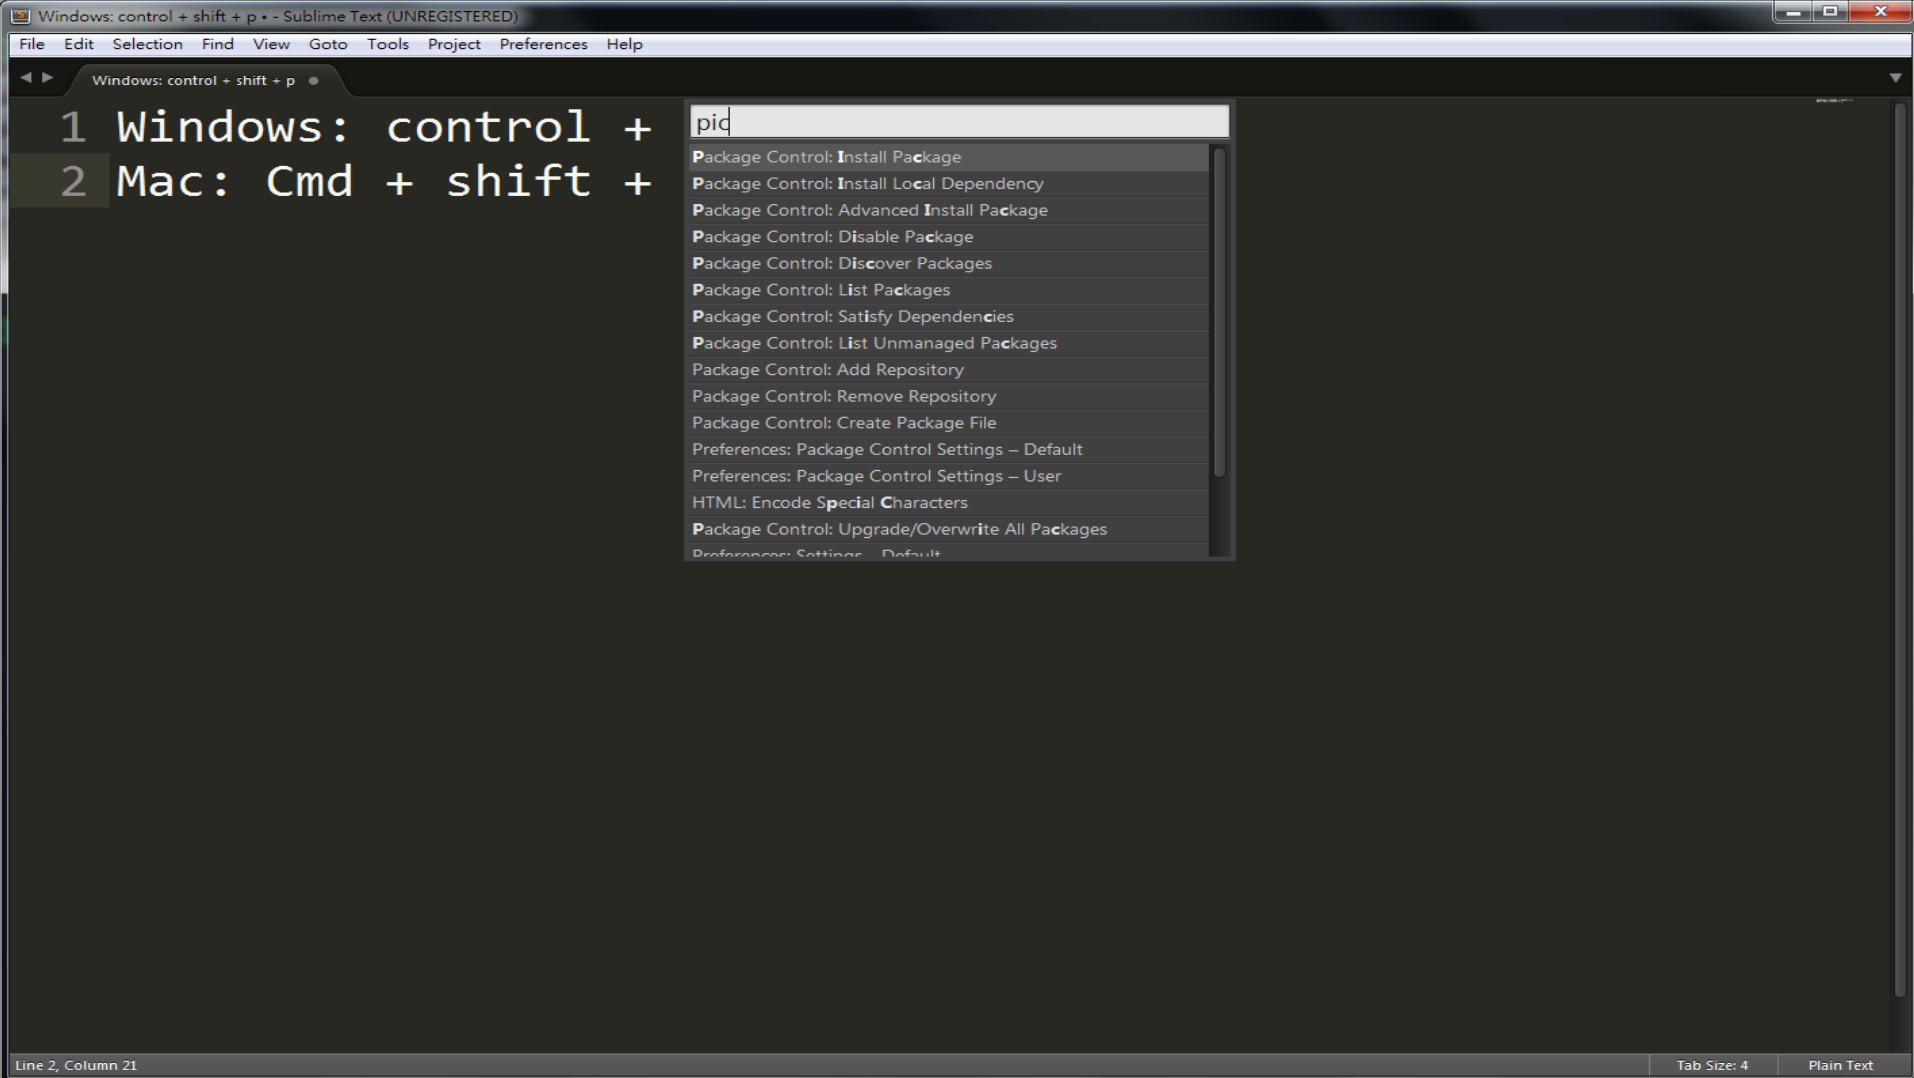 Windows: control + shift + p • - Sublime Text (UNREGISTERED)
File Edit Selection Find View Goto Tools Project Preferences Help
Windows: control + shift + p
1 Windows: control +
2 Mac: Cmd + shift +
pic
Package Control: Install Package
Package Control: Install Local Dependency
Package Control: Advanced Install Package
Package Control: Disable Package
Package Control: Discover Packages
Package Control: List Packages
Package Control: Satisfy Dependencies
Package Control: List Unmanaged Packages
Package Control: Add Repository
Package Control: Remove Repository
Package Control: Create Package File
Preferences: Package Control Settings – Default
Preferences: Package Control Settings – User
HTML: Encode Special Characters
Package Control: Upgrade/Overwrite All Packages
Preferences: Settings – Default
Line 2, Column 21
Tab Size: 4
Plain Text